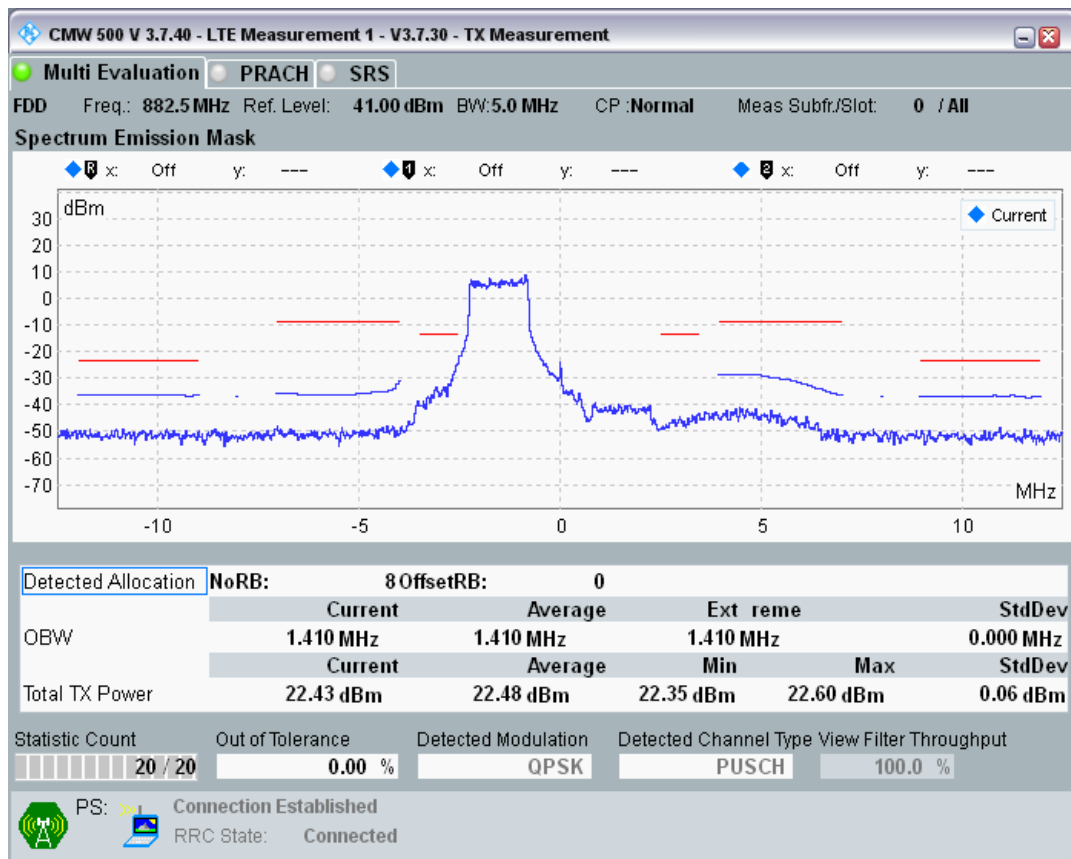 CMW 500 V 3.7.40 - LTE Measurement 1 - V3.7.30 - TX Measurement
Multi Evaluation PRACH SRS
FDD Freq.: 882.5 MHz Ref. Level: 41.00 dBm BW:5.0 MHz CP :Normal Meas Subfr./Slot: 0 / All
Spectrum Emission Mask
R x: Off y: --- 1 x: Off y: --- 2 x: Off y: ---
dBm
Current
30
20
10
0
-10
-20
-30
-40
-50
-60
-70
MHz
-10 -5 0 5 10
Detected Allocation NoRB: 8 OffsetRB: 0
Current Average Ext reme StdDev
OBW 1.410 MHz 1.410 MHz 1.410 MHz 0.000 MHz
Current Average Min Max StdDev
Total TX Power 22.43 dBm 22.48 dBm 22.35 dBm 22.60 dBm 0.06 dBm
Statistic Count Out of Tolerance Detected Modulation Detected Channel Type View Filter Throughput
20 / 20 0.00 % QPSK PUSCH 100.0 %
PS: Connection Established
RRC State: Connected